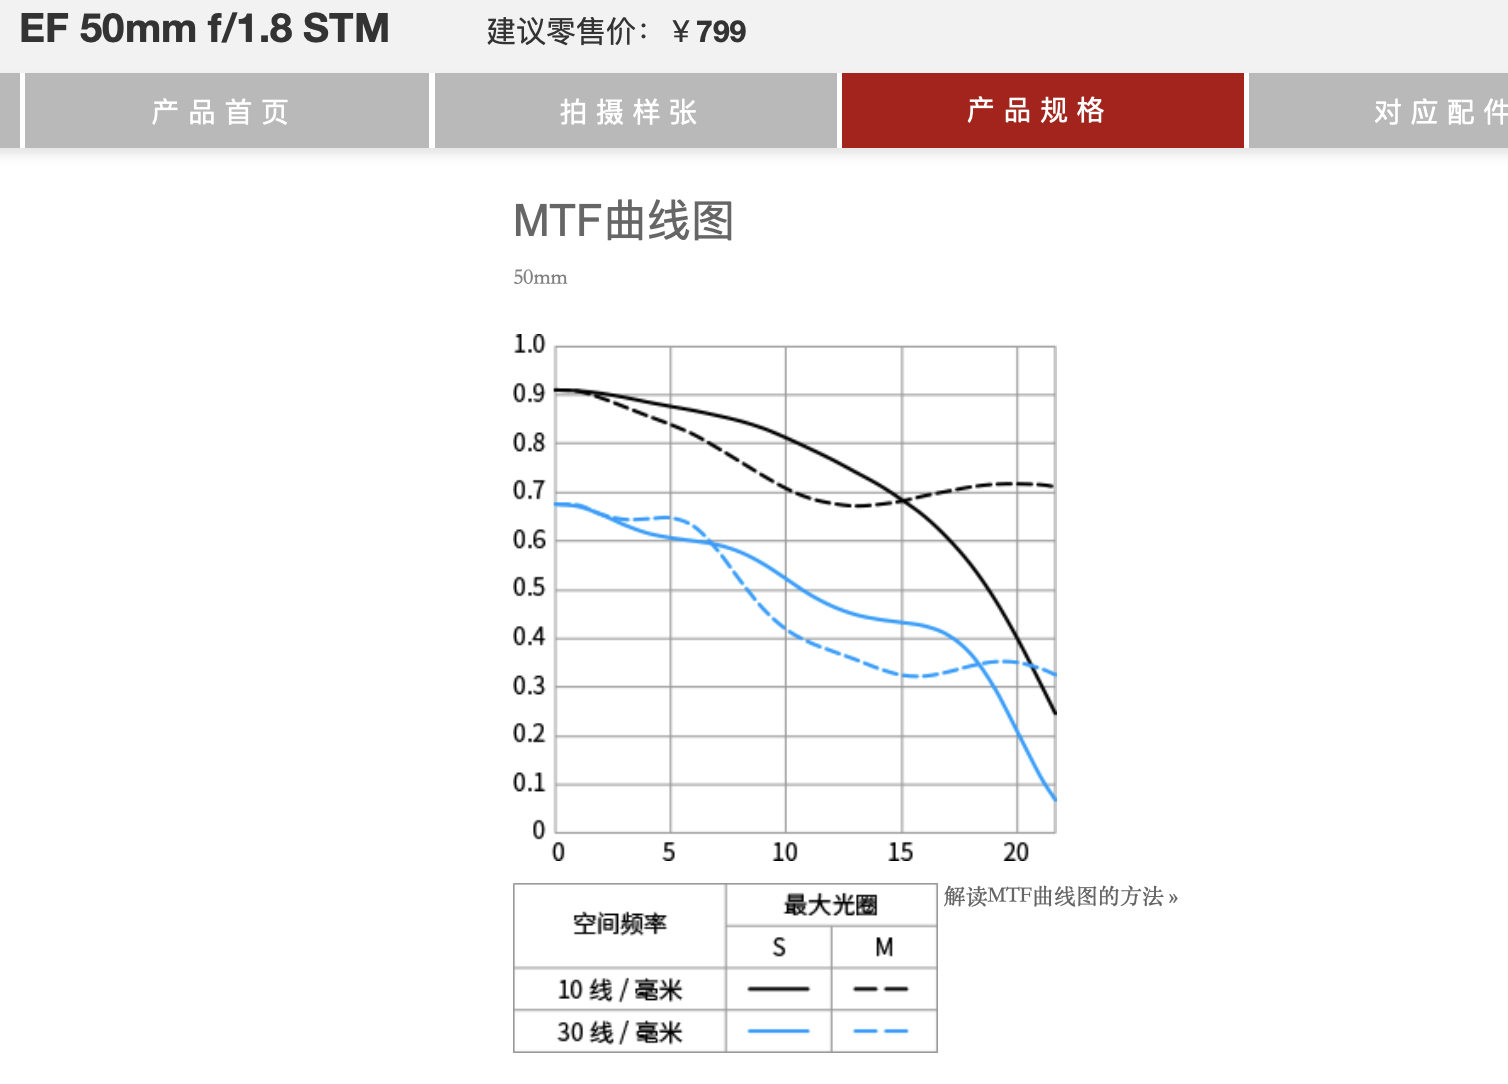 EF 50mm f/1.8 STM 建议零售价：￥799
产品首页 拍摄样张 产品规格 对应配件
MTF曲线图
50mm
1.0
0.9
0.8
0.7
0.6
0.5
0.4
0.3
0.2
0.1
0
0 5 10 15 20
空间频率 最大光圈
S M
10 线 / 毫米
30 线 / 毫米
解读MTF曲线图的方法 »